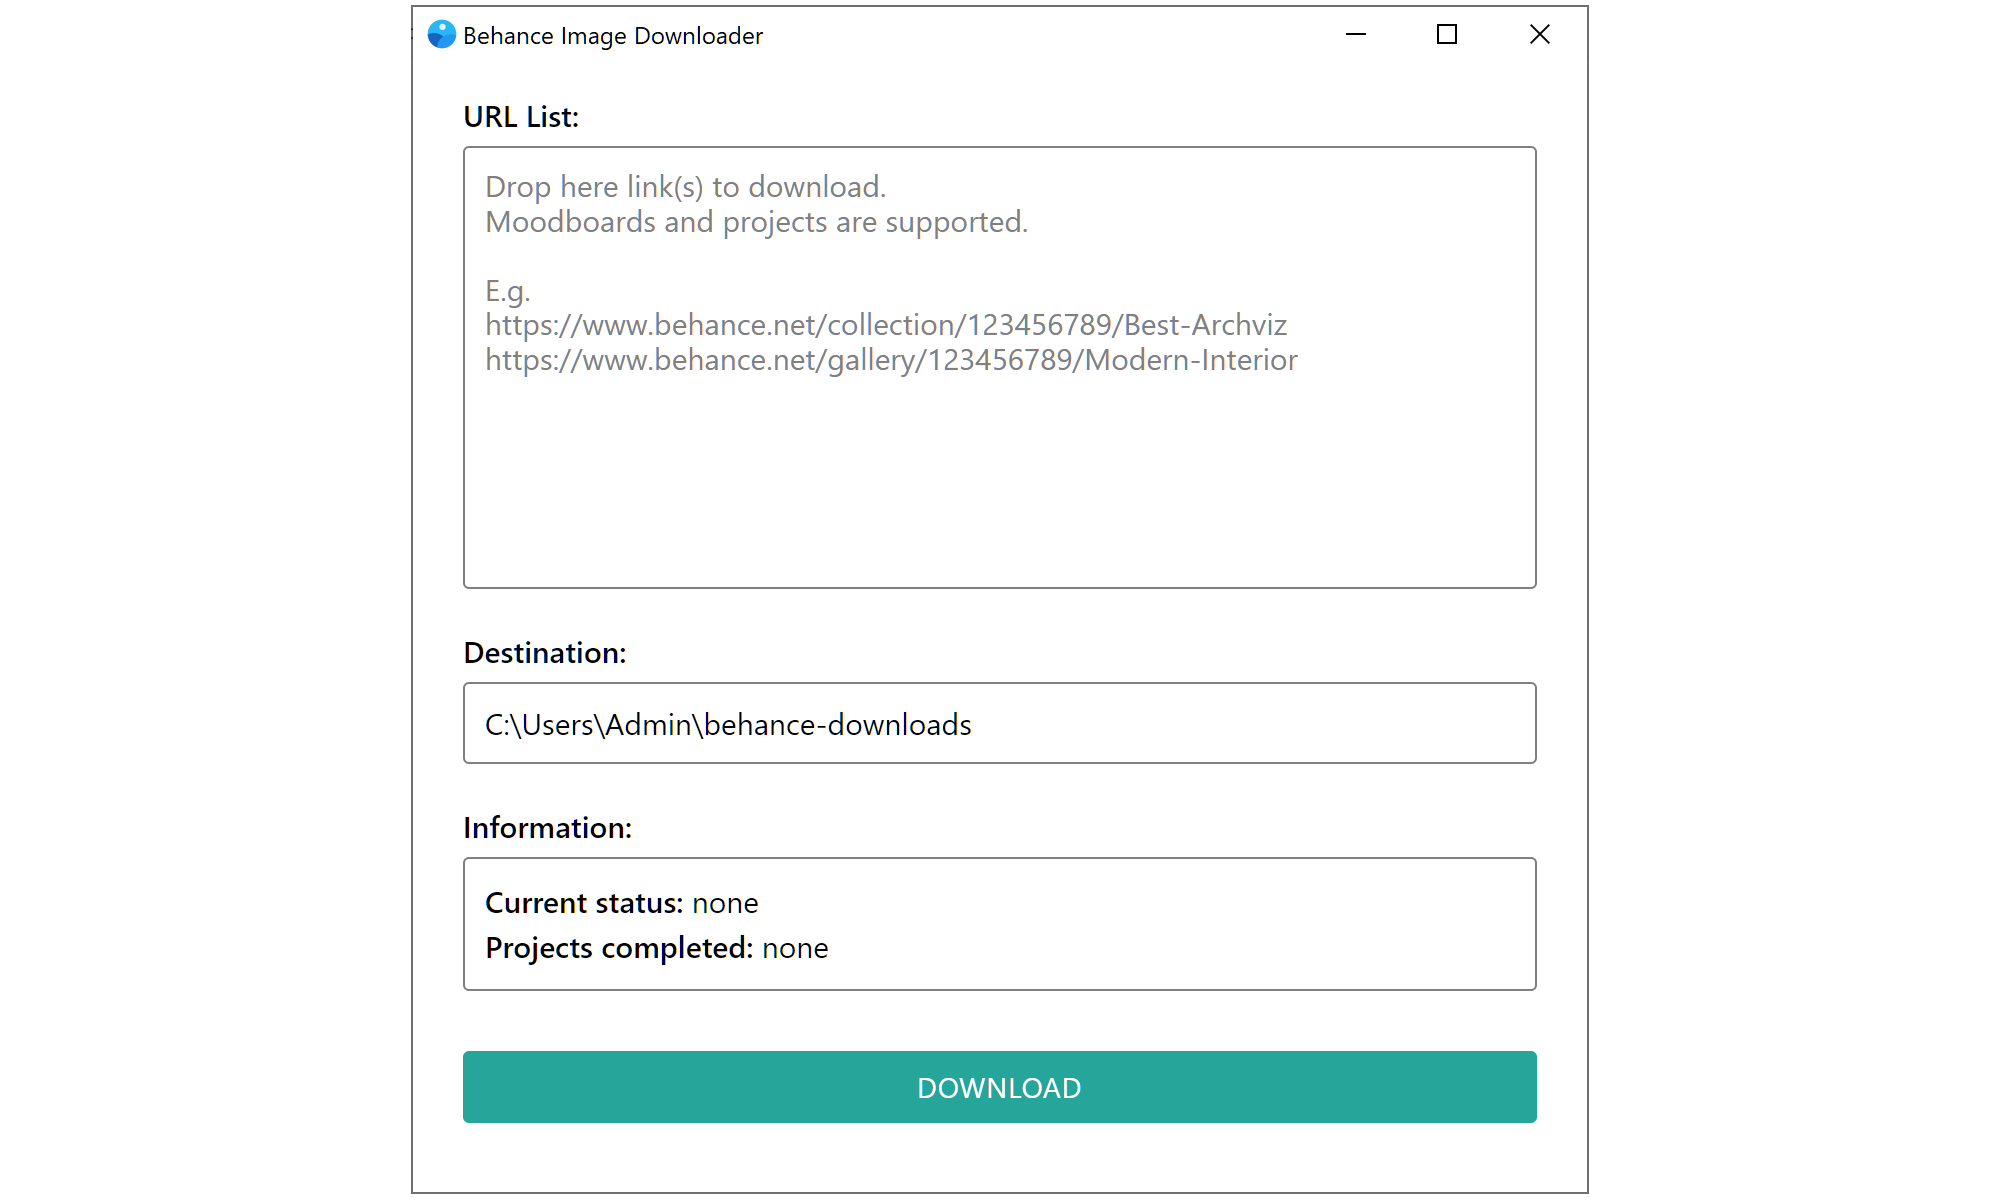 Behance Image Downloader
URL List:
Drop here link(s) to download.
Moodboards and projects are supported.
E.g.
https://www.behance.net/collection/123456789/Best-Archviz
https://www.behance.net/gallery/123456789/Modern-Interior
Destination:
C:\Users\Admin\behance-downloads
Information:
Current status: none
Projects completed: none
DOWNLOAD